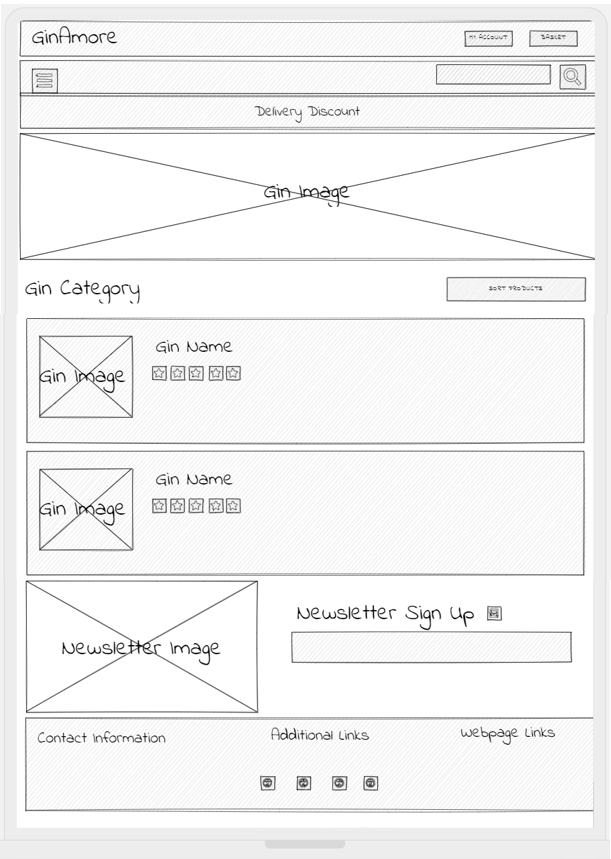 GinAmore
MY ACCOUNT
BASKET
Delivery Discount
Gin Image
Gin Category
SORT PRODUCTS
Gin Name
Gin Image
Gin Name
Gin Image
Newsletter Sign Up
Newsletter Image
Contact Information
Additional Links
Webpage Links